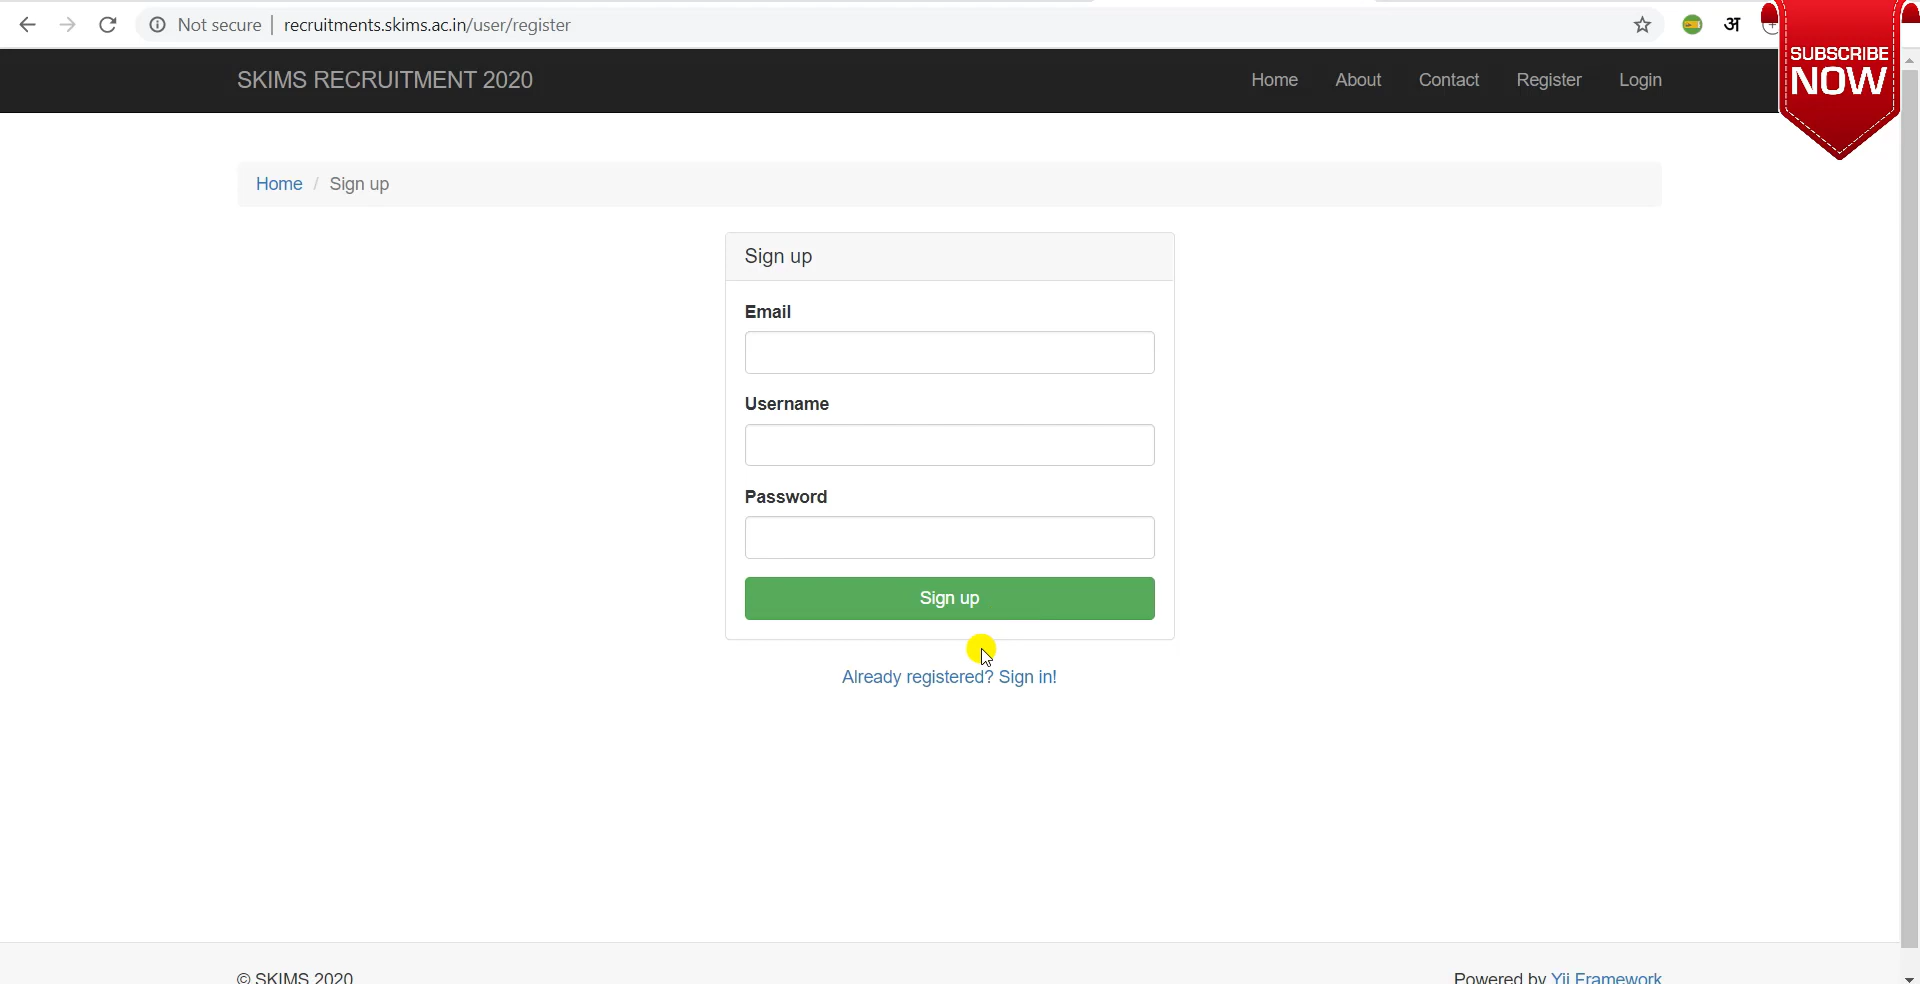 Not secure | recruitments.skims.ac.in/user/register
अ
SUBSCRIBE
NOW
SKIMS RECRUITMENT 2020
Home About Contact Register Login
Home / Sign up
Sign up
Email
Username
Password
Sign up
Already registered? Sign in!
© SKIMS 2020
Powered by Yii Framework